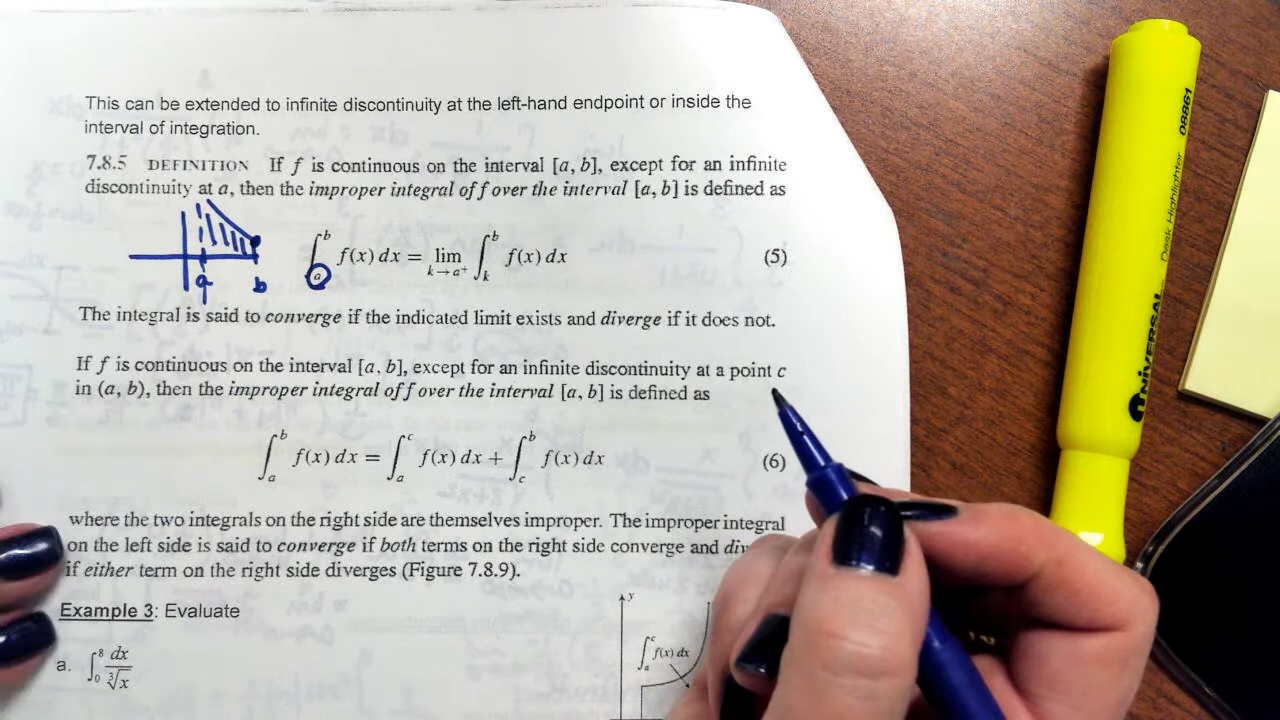 This can be extended to infinite discontinuity at the left-hand endpoint or inside the
interval of integration.
7.8.5 DEFINITION If f is continuous on the interval [a, b], except for an infinite
discontinuity at a, then the improper integral of f over the interval [a, b] is defined as
a b
∫_a^b f(x) dx = lim_{k→a⁺} ∫_k^b f(x) dx (5)
The integral is said to converge if the indicated limit exists and diverge if it does not.
If f is continuous on the interval [a, b], except for an infinite discontinuity at a point c
in (a, b), then the improper integral of f over the interval [a, b] is defined as
∫_a^b f(x) dx = ∫_a^c f(x) dx + ∫_c^b f(x) dx (6)
where the two integrals on the right side are themselves improper. The improper integral
on the left side is said to converge if both terms on the right side converge and
if either term on the right side diverges (Figure 7.8.9).
Example 3: Evaluate
y
∫_a^c f(x) dx
a. ∫_0^8 dx/∛x
UNIVERSAL Desk Highlighter 08861